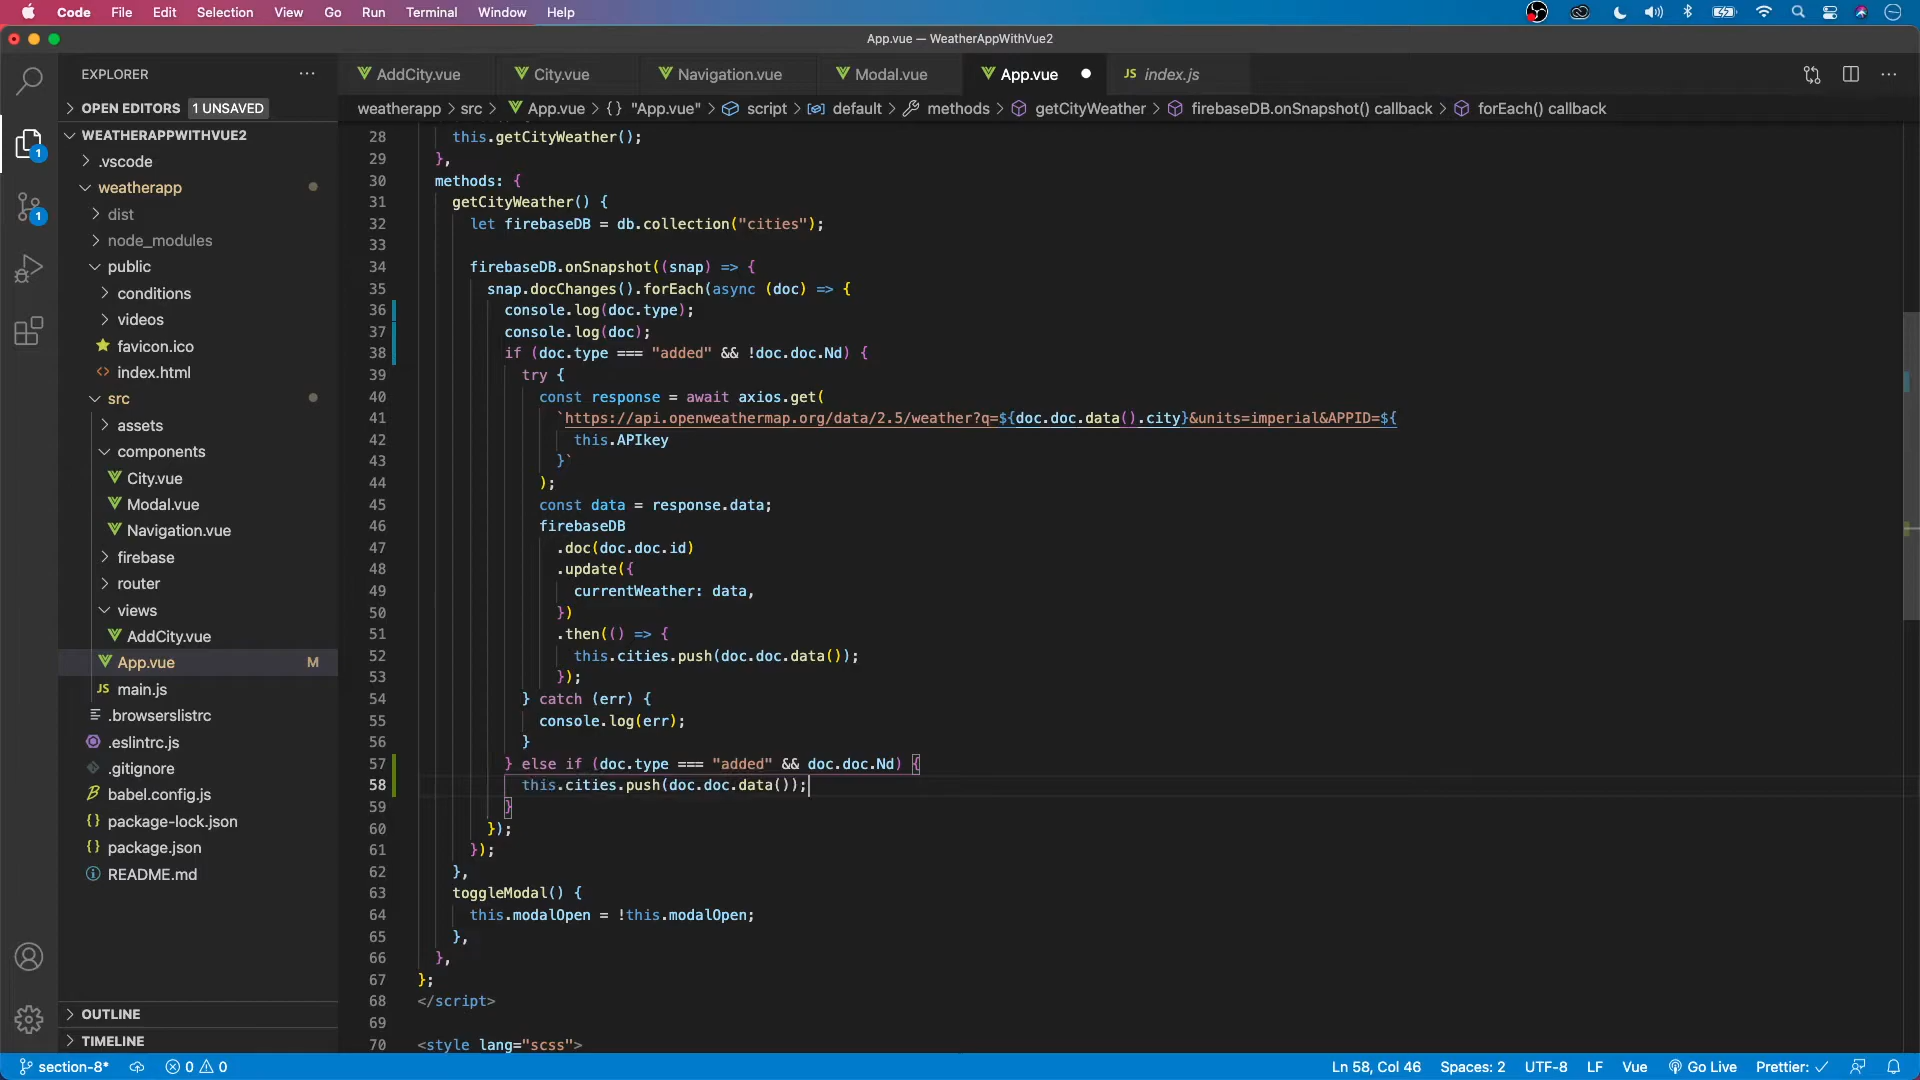 Code File Edit Selection View Go Run Terminal Window Help
App.vue — WeatherAppWithVue2
EXPLORER ···
AddCity.vue City.vue Navigation.vue Modal.vue App.vue JS index.js
OPEN EDITORS 1 UNSAVED
weatherapp > src > App.vue > {} "App.vue" > script > default > methods > getCityWeather > firebaseDB.onSnapshot() callback > forEach() callback
WEATHERAPPWITHVUE2
.vscode
weatherapp
dist
node_modules
public
conditions
videos
favicon.ico
index.html
src
assets
components
City.vue
Modal.vue
Navigation.vue
firebase
router
views
AddCity.vue
App.vue M
JS main.js
.browserslistrc
.eslintrc.js
.gitignore
babel.config.js
{} package-lock.json
{} package.json
README.md
OUTLINE
TIMELINE
1
1
28 this.getCityWeather();
29 },
30 methods: {
31 getCityWeather() {
32 let firebaseDB = db.collection("cities");
33
34 firebaseDB.onSnapshot((snap) => {
35 snap.docChanges().forEach(async (doc) => {
36 console.log(doc.type);
37 console.log(doc);
38 if (doc.type === "added" && !doc.doc.Nd) {
39 try {
40 const response = await axios.get(
41 `https://api.openweathermap.org/data/2.5/weather?q=${doc.doc.data().city}&units=imperial&APPID=${
42 this.APIkey
43 }`
44 );
45 const data = response.data;
46 firebaseDB
47 .doc(doc.doc.id)
48 .update({
49 currentWeather: data,
50 })
51 .then(() => {
52 this.cities.push(doc.doc.data());
53 });
54 } catch (err) {
55 console.log(err);
56 }
57 } else if (doc.type === "added" && doc.doc.Nd) {
58 this.cities.push(doc.doc.data());
59 }
60 });
61 });
62 },
63 toggleModal() {
64 this.modalOpen = !this.modalOpen;
65 },
66 },
67 };
68 </script>
69
70 <style lang="scss">
section-8* 0 0 Ln 58, Col 46 Spaces: 2 UTF-8 LF Vue Go Live Prettier: ✓